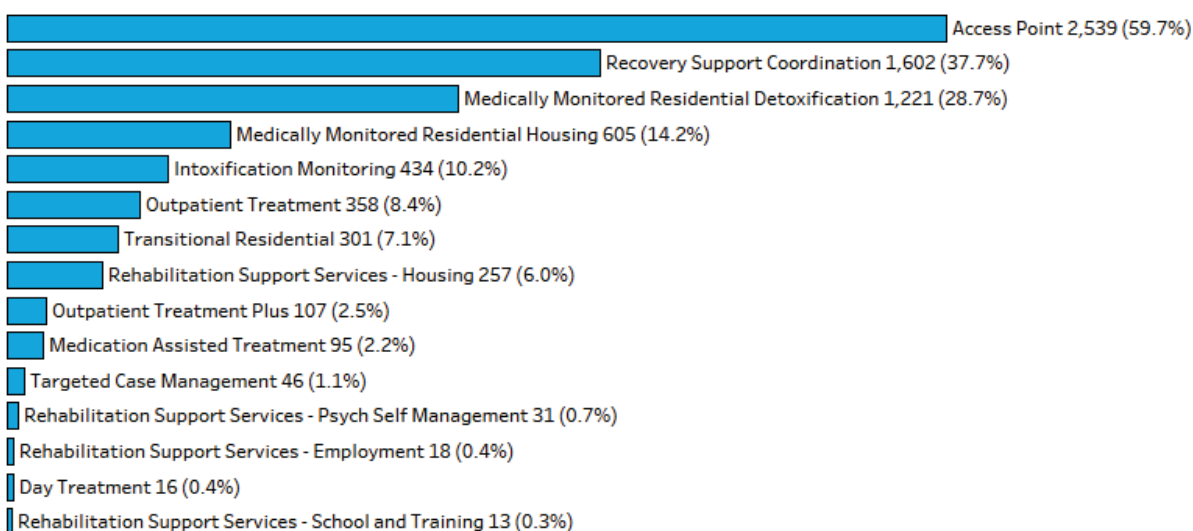 Access Point 2,539 (59.7%)
Recovery Support Coordination 1,602 (37.7%)
Medically Monitored Residential Detoxification 1,221 (28.7%)
Medically Monitored Residential Housing 605 (14.2%)
Intoxification Monitoring 434 (10.2%)
Outpatient Treatment 358 (8.4%)
Transitional Residential 301 (7.1%)
Rehabilitation Support Services - Housing 257 (6.0%)
Outpatient Treatment Plus 107 (2.5%)
Medication Assisted Treatment 95 (2.2%)
Targeted Case Management 46 (1.1%)
Rehabilitation Support Services - Psych Self Management 31 (0.7%)
Rehabilitation Support Services - Employment 18 (0.4%)
Day Treatment 16 (0.4%)
Rehabilitation Support Services - School and Training 13 (0.3%)